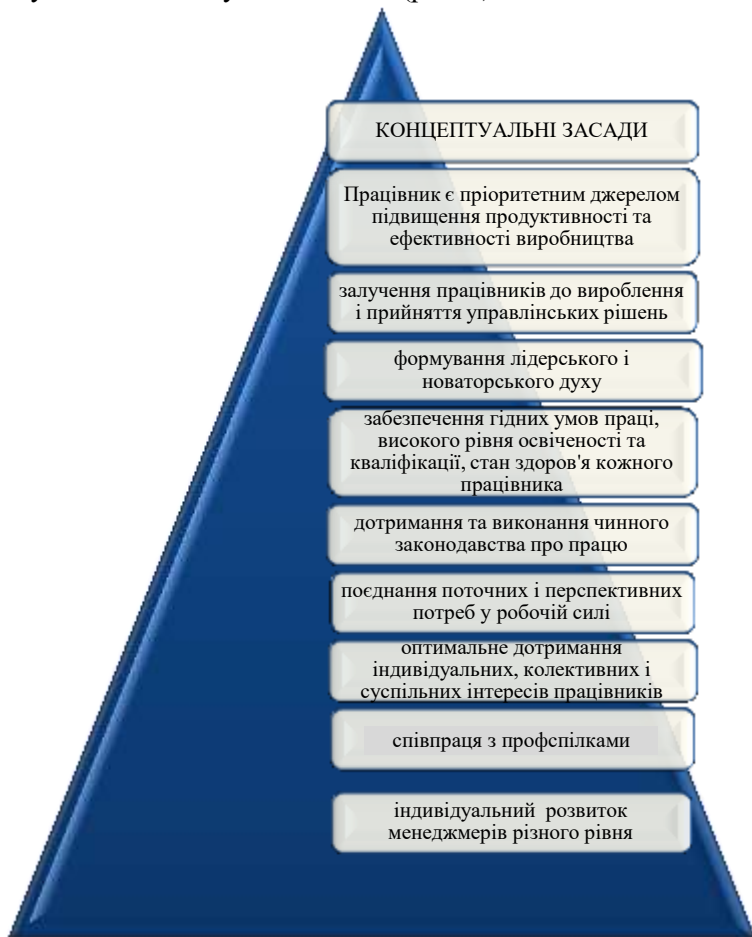 КОНЦЕПТУАЛЬНІ ЗАСАДИ
Працівник є пріоритетним джерелом
підвищення продуктивності та
ефективності виробництва
залучення працівників до вироблення
і прийняття управлінських рішень
формування лідерського і
новаторського духу
забезпечення гідних умов праці,
високого рівня освіченості та
кваліфікації, стан здоров'я кожного
працівника
дотримання та виконання чинного
законодавства про працю
поєднання поточних і перспективних
потреб у робочій силі
оптимальне дотримання
індивідуальних, колективних і
суспільних інтересів працівників
співпраця з профспілками
індивідуальний розвиток
менеджмерів різного рівня